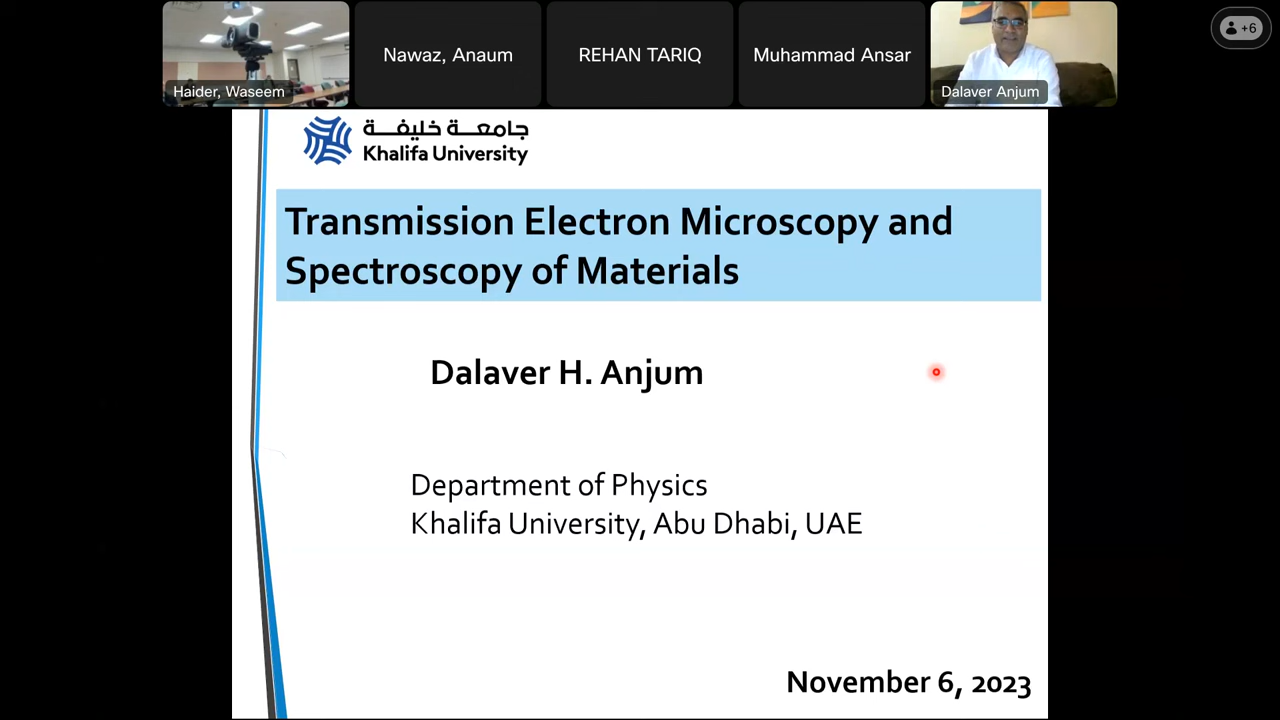 Haider, Waseem
Nawaz, Anaum
REHAN TARIQ
Muhammad Ansar
Dalaver Anjum
+6
جامعة خليفة
Khalifa University
Transmission Electron Microscopy and
Spectroscopy of Materials
Dalaver H. Anjum
Department of Physics
Khalifa University, Abu Dhabi, UAE
November 6, 2023